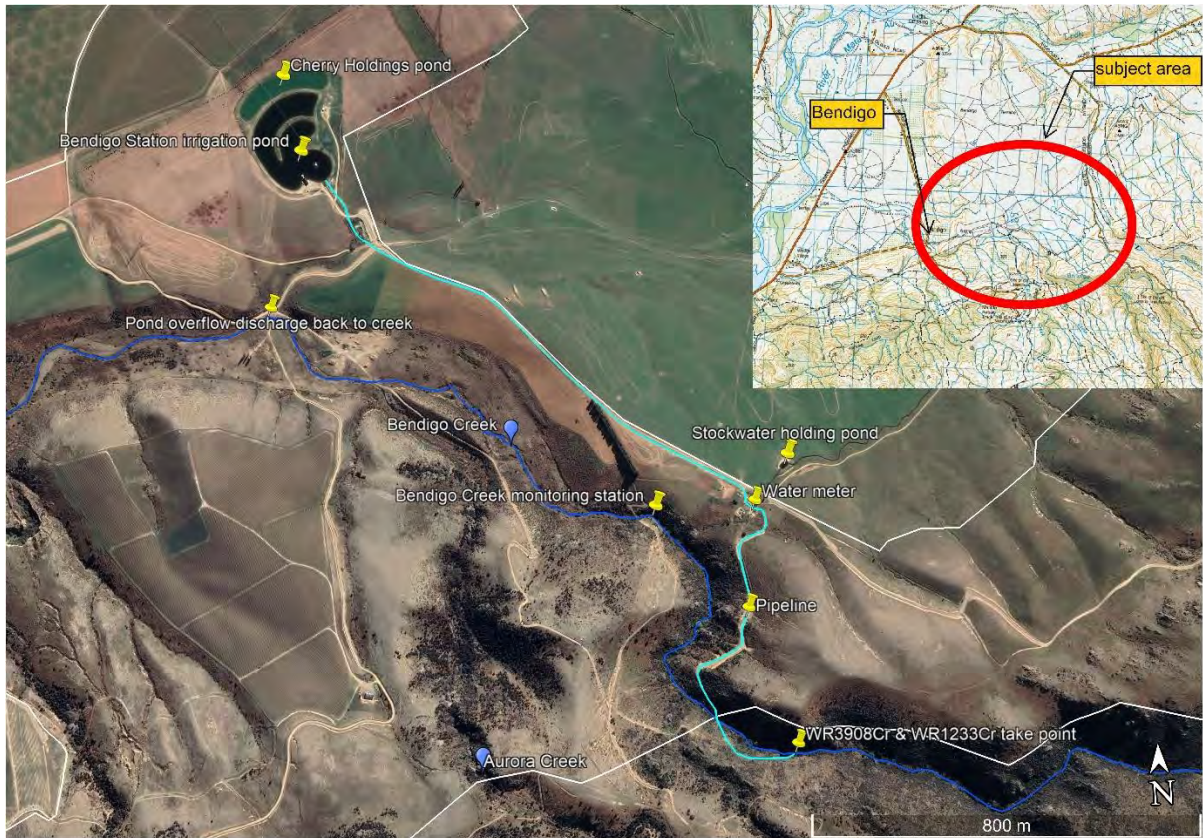 Cherry Holdings pond
Bendigo Station irrigation pond
Pond overflow discharge back to creek
Bendigo Creek
Bendigo Creek monitoring station
Stockwater holding pond
Water meter
Pipeline
WR3908Cr & WR1233Cr take point
Aurora Creek
subject area
Bendigo
N
800 m